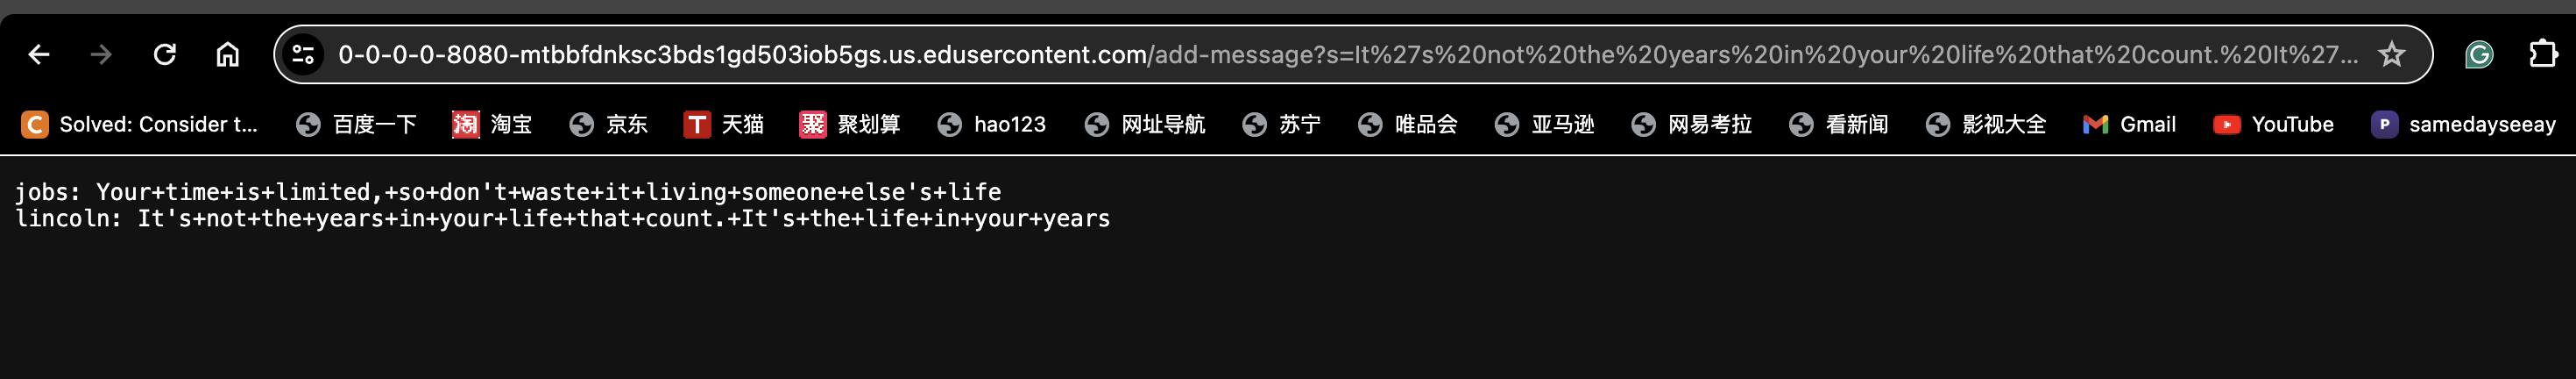 0-0-0-0-8080-mtbbfdnksc3bds1gd503iob5gs.us.edusercontent.com/add-message?s=It%27s%20not%20the%20years%20in%20your%20life%20that%20count.%20It%27...
Solved: Consider t... 百度一下 淘宝 京东 天猫 聚划算 hao123 网址导航 苏宁 唯品会 亚马逊 网易考拉 看新闻 影视大全 Gmail YouTube samedayseeay
jobs: Your+time+is+limited,+so+don't+waste+it+living+someone+else's+life
lincoln: It's+not+the+years+in+your+life+that+count.+It's+the+life+in+your+years